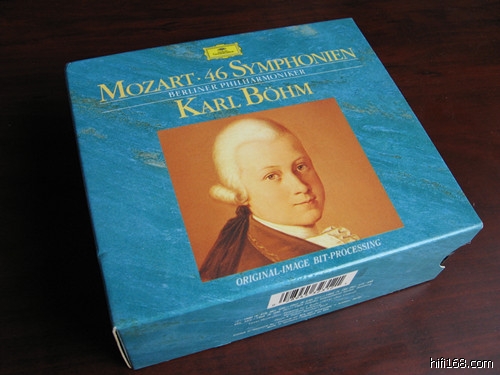 MOZART · 46 SYMPHONIEN
BERLINER PHILHARMONIKER
KARL BÖHM
ORIGINAL-IMAGE BIT-PROCESSING
hifi168.com